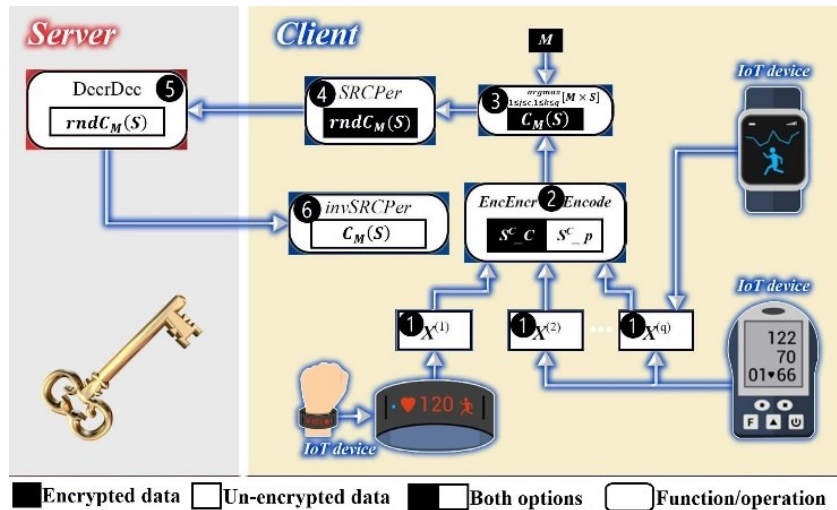 Server
Client
M
IoT device
DecrDec 5
rndC_M(S)
4 SRCPer
rndC_M(S)
3 argmax 1≤j≤c,1≤k≤q [M × S]
C_M(S)
6 invSRCPer
C_M(S)
EncEncr 2 Encode
S^C_C S^C_p
IoT device
1 X^(1)
1 X^(2)
...
1 X^(q)
122
70
01♥66
♥120
IoT device
F
Encrypted data
Un-encrypted data
Both options
Function/operation